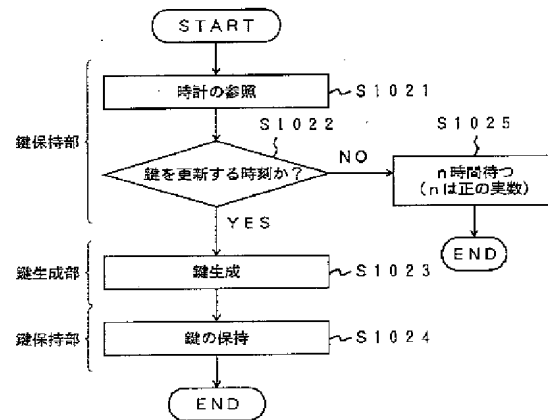 START
時計の参照
S1021
鍵保持部
S1022
鍵を更新する時刻か?
NO
S1025
n時間待つ
(nは正の実数)
END
YES
鍵生成部
鍵生成
S1023
鍵保持部
鍵の保持
S1024
END